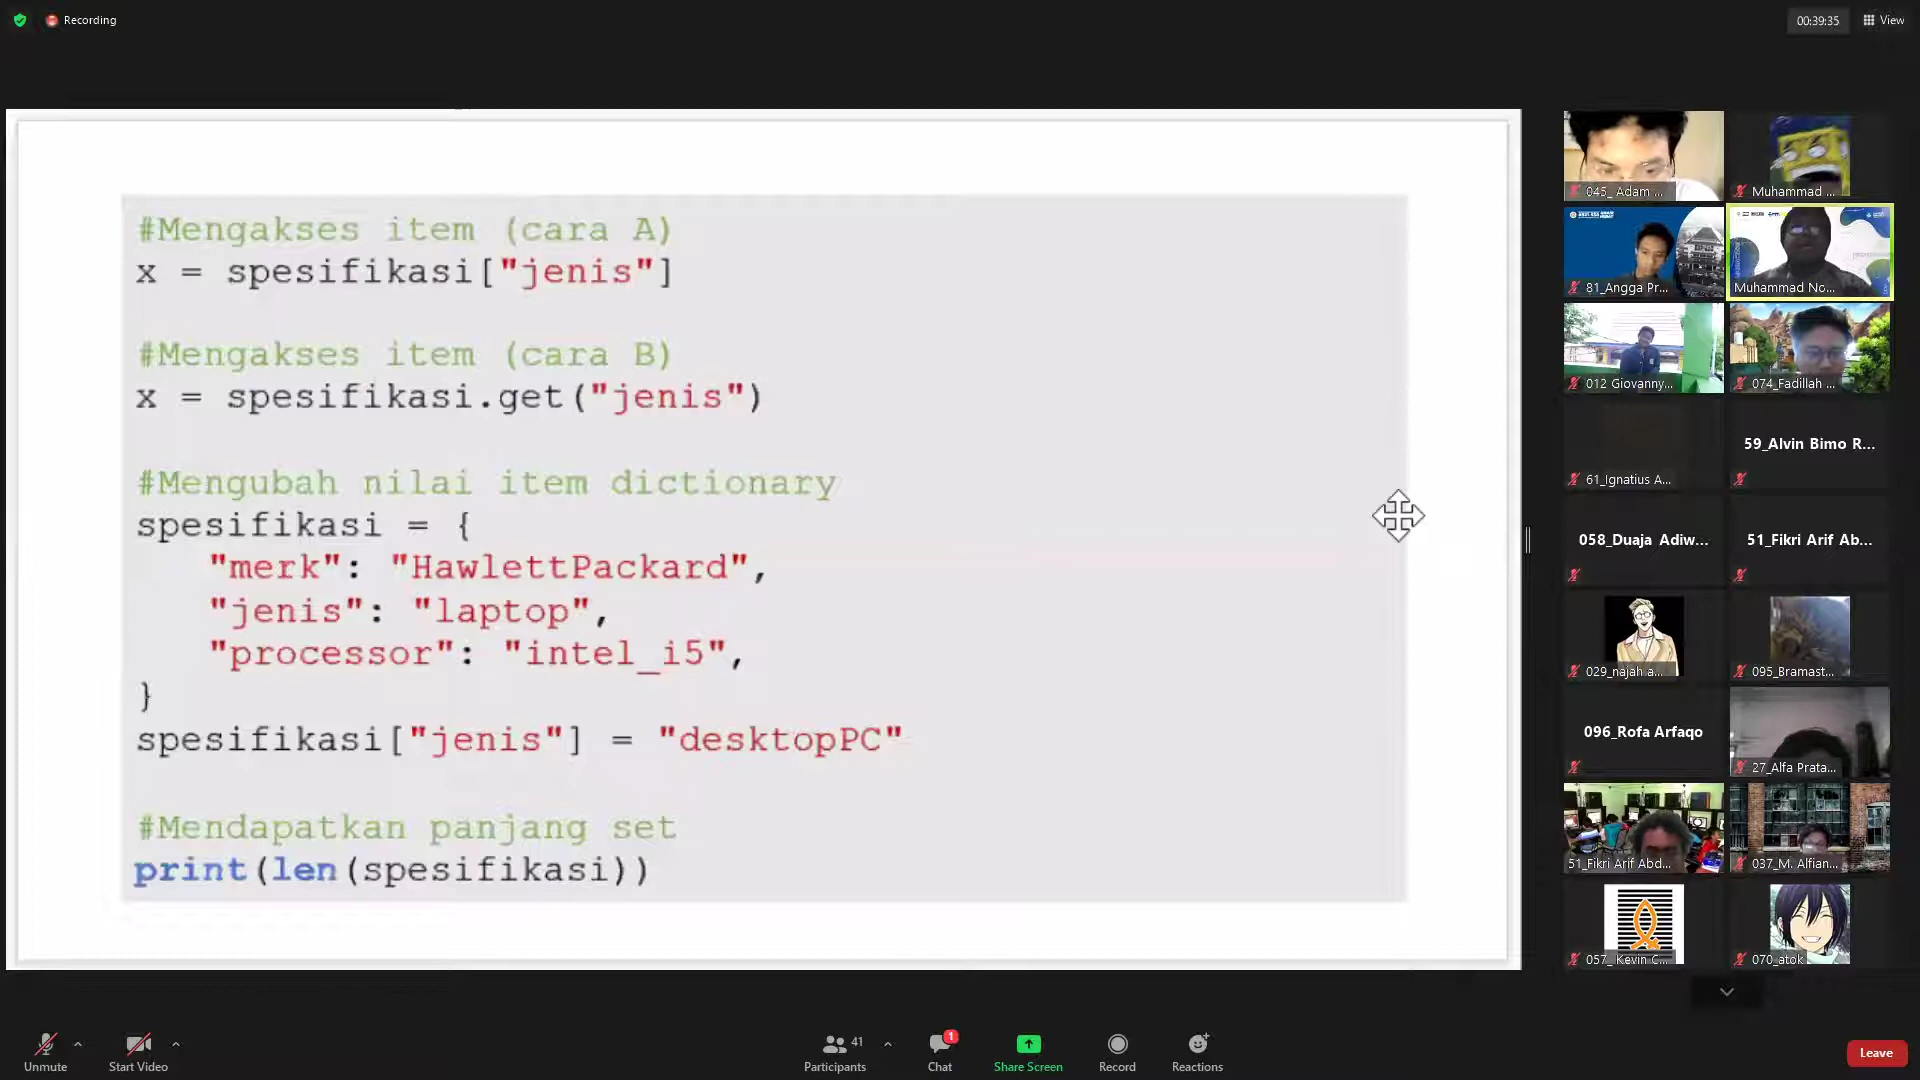 Recording
00:39:35
View
#Mengakses item (cara A)
x = spesifikasi["jenis"]
#Mengakses item (cara B)
x = spesifikasi.get("jenis")
#Mengubah nilai item dictionary
spesifikasi = {
"merk": "HawlettPackard",
"jenis": "laptop",
"processor": "intel_i5",
}
spesifikasi["jenis"] = "desktopPC"
#Mendapatkan panjang set
print(len(spesifikasi))
045_ Adam ...
Muhammad ...
81_Angga Pr...
Muhammad No...
012 Giovanny...
074_Fadillah ...
61_Ignatius A...
59_Alvin Bimo R...
058_Duaja Adiw...
51_Fikri Arif Ab...
029_najah a...
095_Bramast...
096_Rofa Arfaqo
27_Alfa Prata...
51_Fikri Arif Abd...
037_M. Alfian...
057_ Kevin C...
070_atok
Unmute
Start Video
41
Participants
1
Chat
Share Screen
Record
Reactions
Leave